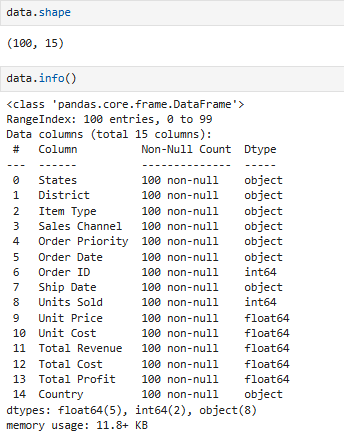 data.shape
(100, 15)
data.info()
<class 'pandas.core.frame.DataFrame'>
RangeIndex: 100 entries, 0 to 99
Data columns (total 15 columns):
 #   Column          Non-Null Count  Dtype
---  ------          --------------  -----
 0   States          100 non-null    object
 1   District        100 non-null    object
 2   Item Type       100 non-null    object
 3   Sales Channel   100 non-null    object
 4   Order Priority  100 non-null    object
 5   Order Date      100 non-null    object
 6   Order ID        100 non-null    int64
 7   Ship Date       100 non-null    object
 8   Units Sold      100 non-null    int64
 9   Unit Price      100 non-null    float64
 10  Unit Cost       100 non-null    float64
 11  Total Revenue   100 non-null    float64
 12  Total Cost      100 non-null    float64
 13  Total Profit    100 non-null    float64
 14  Country         100 non-null    object
dtypes: float64(5), int64(2), object(8)
memory usage: 11.8+ KB